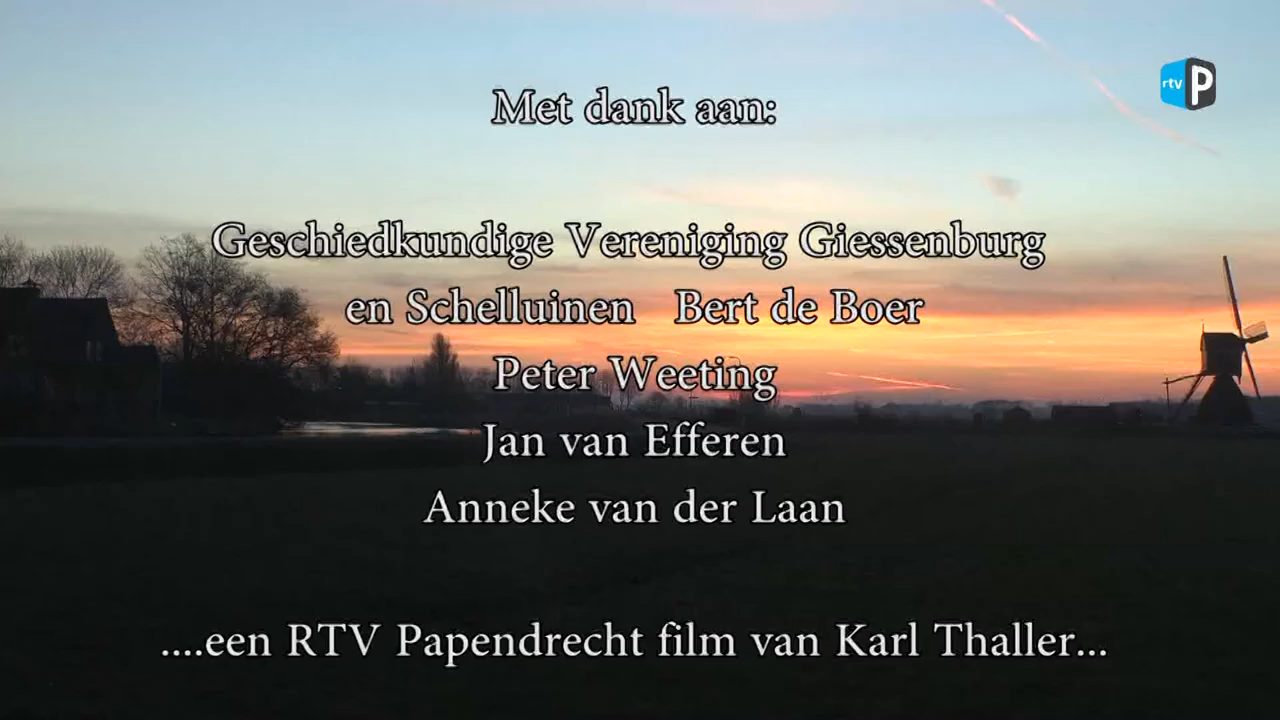 rtv P
Met dank aan:
Geschiedkundige Vereniging Giessenburg
en Schelluinen Bert de Boer
Peter Weeting
Jan van Efferen
Anneke van der Laan
....een RTV Papendrecht film van Karl Thaller...